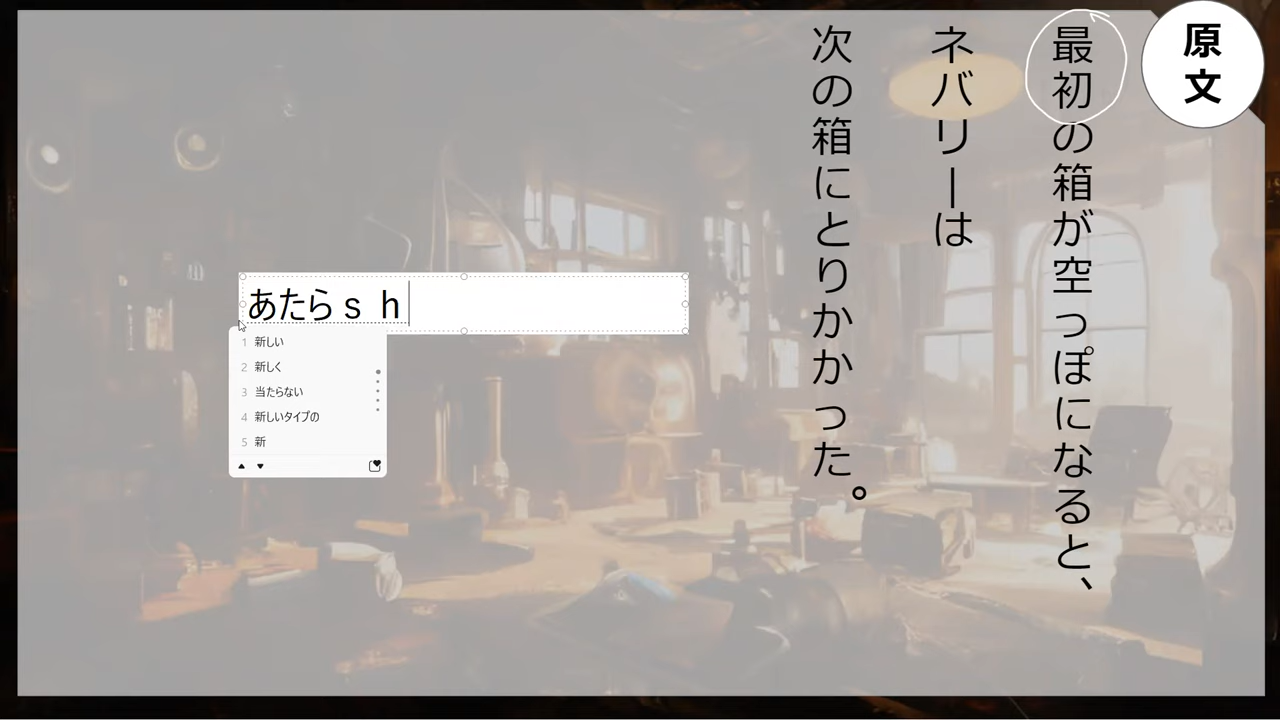 原文
最初の箱が空っぽになると、
ネバリーは
次の箱にとりかかった。
あたらｓｈ
1 新しい
2 新しく
3 当たらない
4 新しいタイプの
5 新